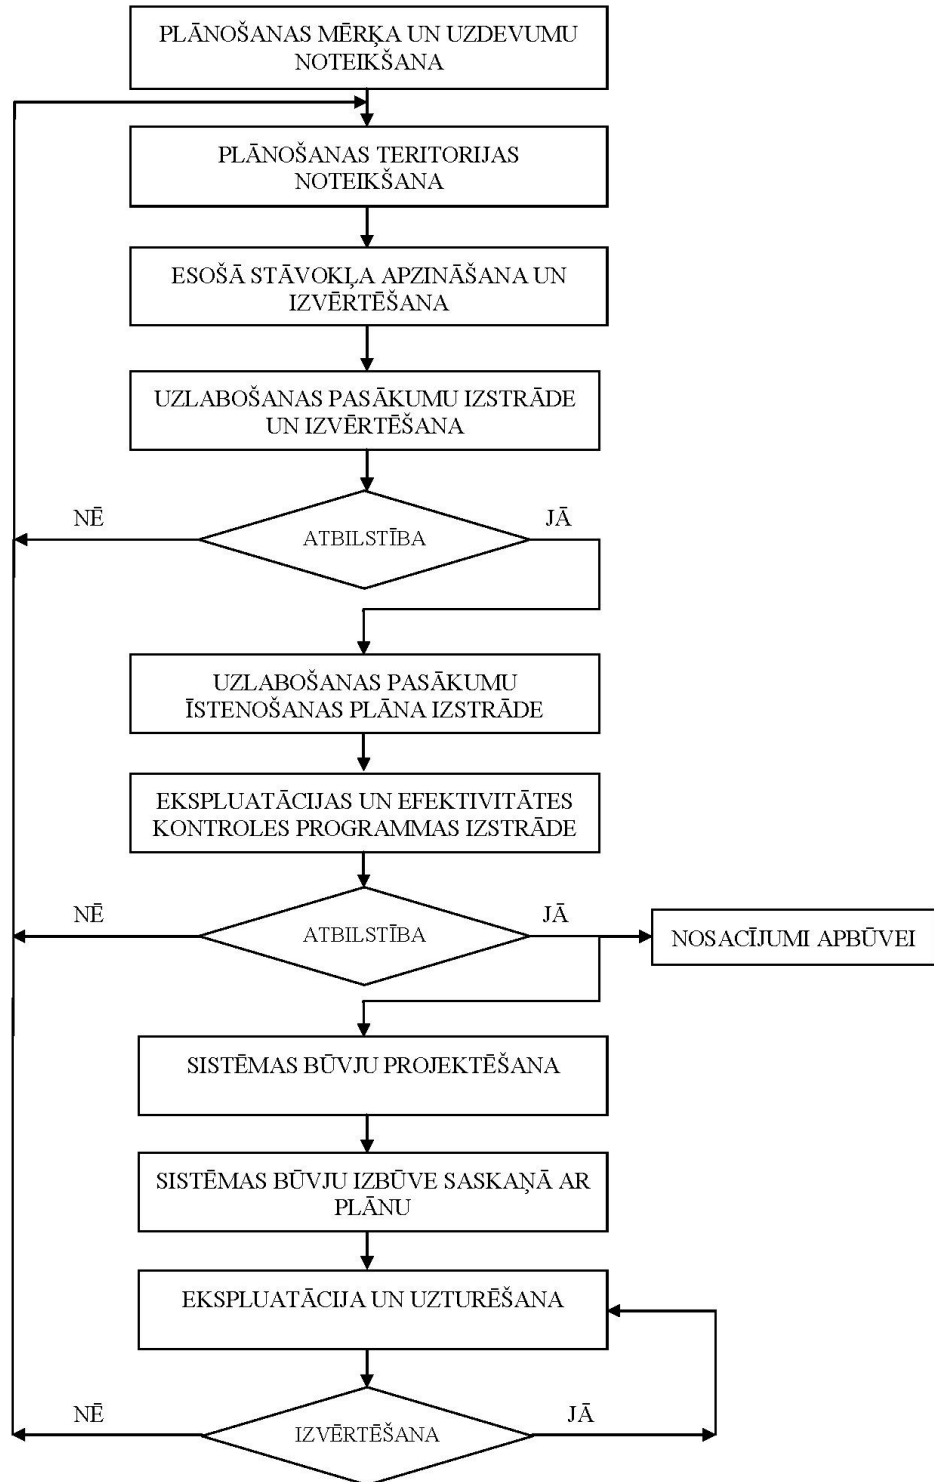 PLĀNOŠANAS MĒRĶA UN UZDEVUMU
NOTEIKŠANA
PLĀNOŠANAS TERITORIJAS
NOTEIKŠANA
ESOŠĀ STĀVOKĻA APZINĀŠANA UN
IZVĒRTĒŠANA
UZLABOŠANAS PASĀKUMU IZSTRĀDE
UN IZVĒRTĒŠANA
NĒ
ATBILSTĪBA
JĀ
UZLABOŠANAS PASĀKUMU
ĪSTENOŠANAS PLĀNA IZSTRĀDE
EKSPLUATĀCIJAS UN EFEKTIVITĀTES
KONTROLES PROGRAMMAS IZSTRĀDE
NĒ
ATBILSTĪBA
JĀ
NOSACĪJUMI APBŪVEI
SISTĒMAS BŪVJU PROJEKTĒŠANA
SISTĒMAS BŪVJU IZBŪVE SASKAŅĀ AR
PLĀNU
EKSPLUATĀCIJA UN UZTURĒŠANA
NĒ
IZVĒRTĒŠANA
JĀ